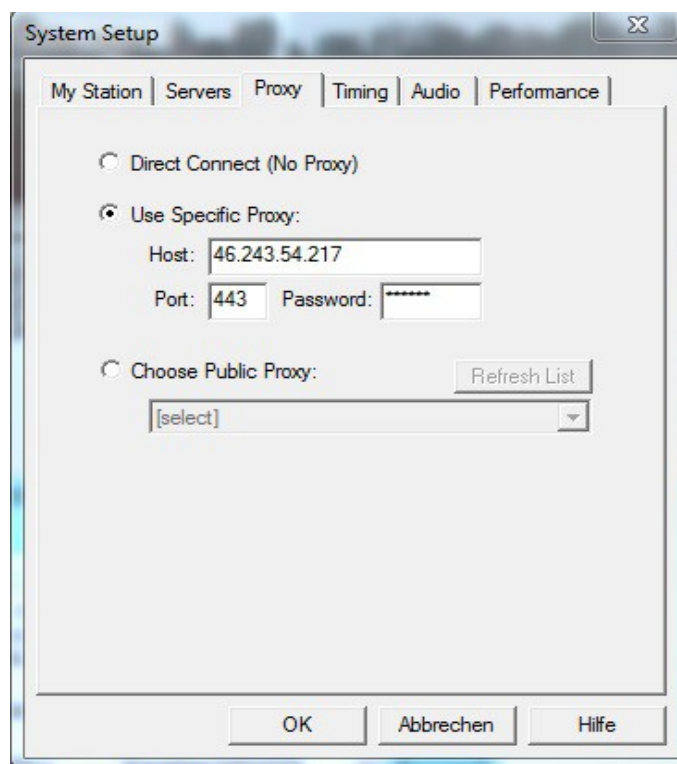 System Setup
My Station Servers Proxy Timing Audio Performance
Direct Connect (No Proxy)
Use Specific Proxy:
Host: 46.243.54.217
Port: 443 Password: ******
Choose Public Proxy: Refresh List
[select]
OK Abbrechen Hilfe